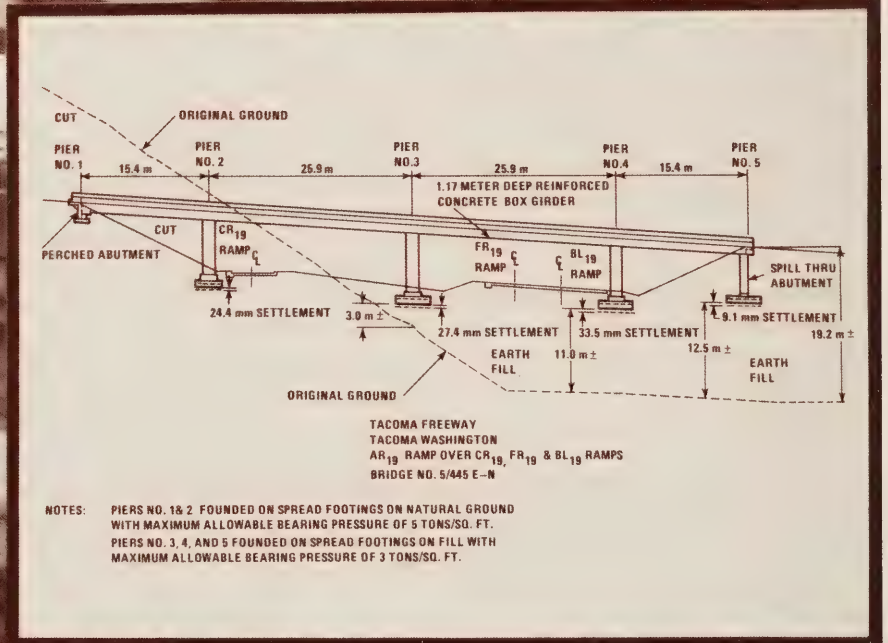 CUT
ORIGINAL GROUND
PIER NO. 1
15.4 m
PIER NO. 2
25.9 m
PIER NO.3
25.9 m
PIER NO.4
15.4 m
PIER NO. 5
1.17 METER DEEP REINFORCED
CONCRETE BOX GIRDER
CUT
CR19
RAMP
CL
PERCHED ABUTMENT
FR19
RAMP
CL
CL
BL19
RAMP
SPILL THRU
ABUTMENT
24.4 mm SETTLEMENT
3.0 m ±
27.4 mm SETTLEMENT
33.5 mm SETTLEMENT
9.1 mm SETTLEMENT
19.2 m ±
11.0 m ±
12.5 m ±
EARTH
FILL
EARTH
FILL
ORIGINAL GROUND
TACOMA FREEWAY
TACOMA WASHINGTON
AR19 RAMP OVER CR19, FR19 & BL19 RAMPS
BRIDGE NO. 5/445 E-N
NOTES: PIERS NO. 1& 2 FOUNDED ON SPREAD FOOTINGS ON NATURAL GROUND
WITH MAXIMUM ALLOWABLE BEARING PRESSURE OF 5 TONS/SQ. FT.
PIERS NO. 3, 4, AND 5 FOUNDED ON SPREAD FOOTINGS ON FILL WITH
MAXIMUM ALLOWABLE BEARING PRESSURE OF 3 TONS/SQ. FT.